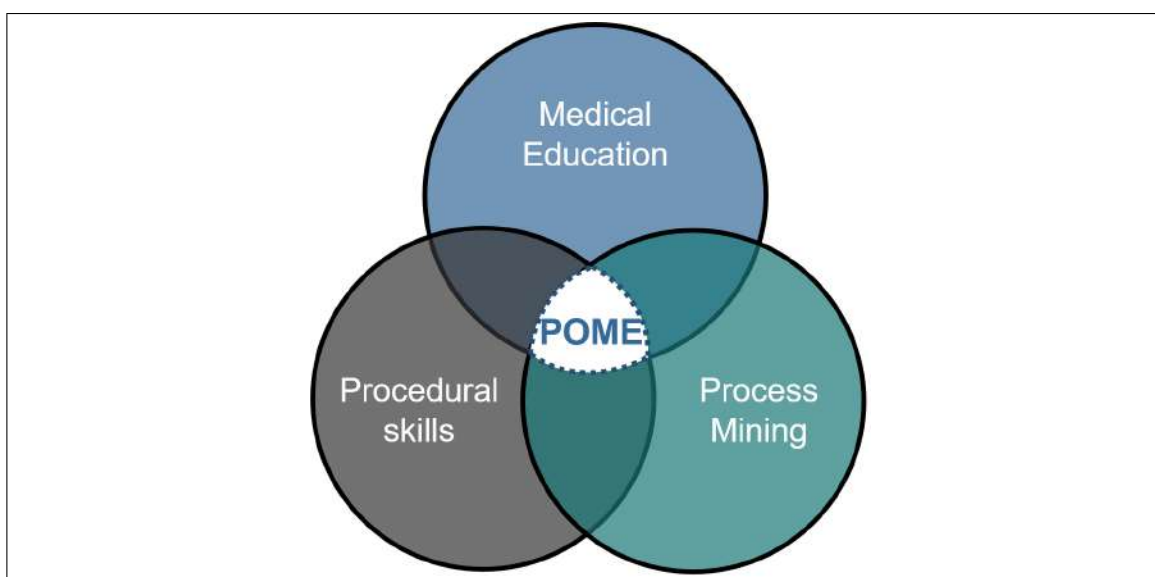 Medical
Education
POME
Procedural
skills
Process
Mining